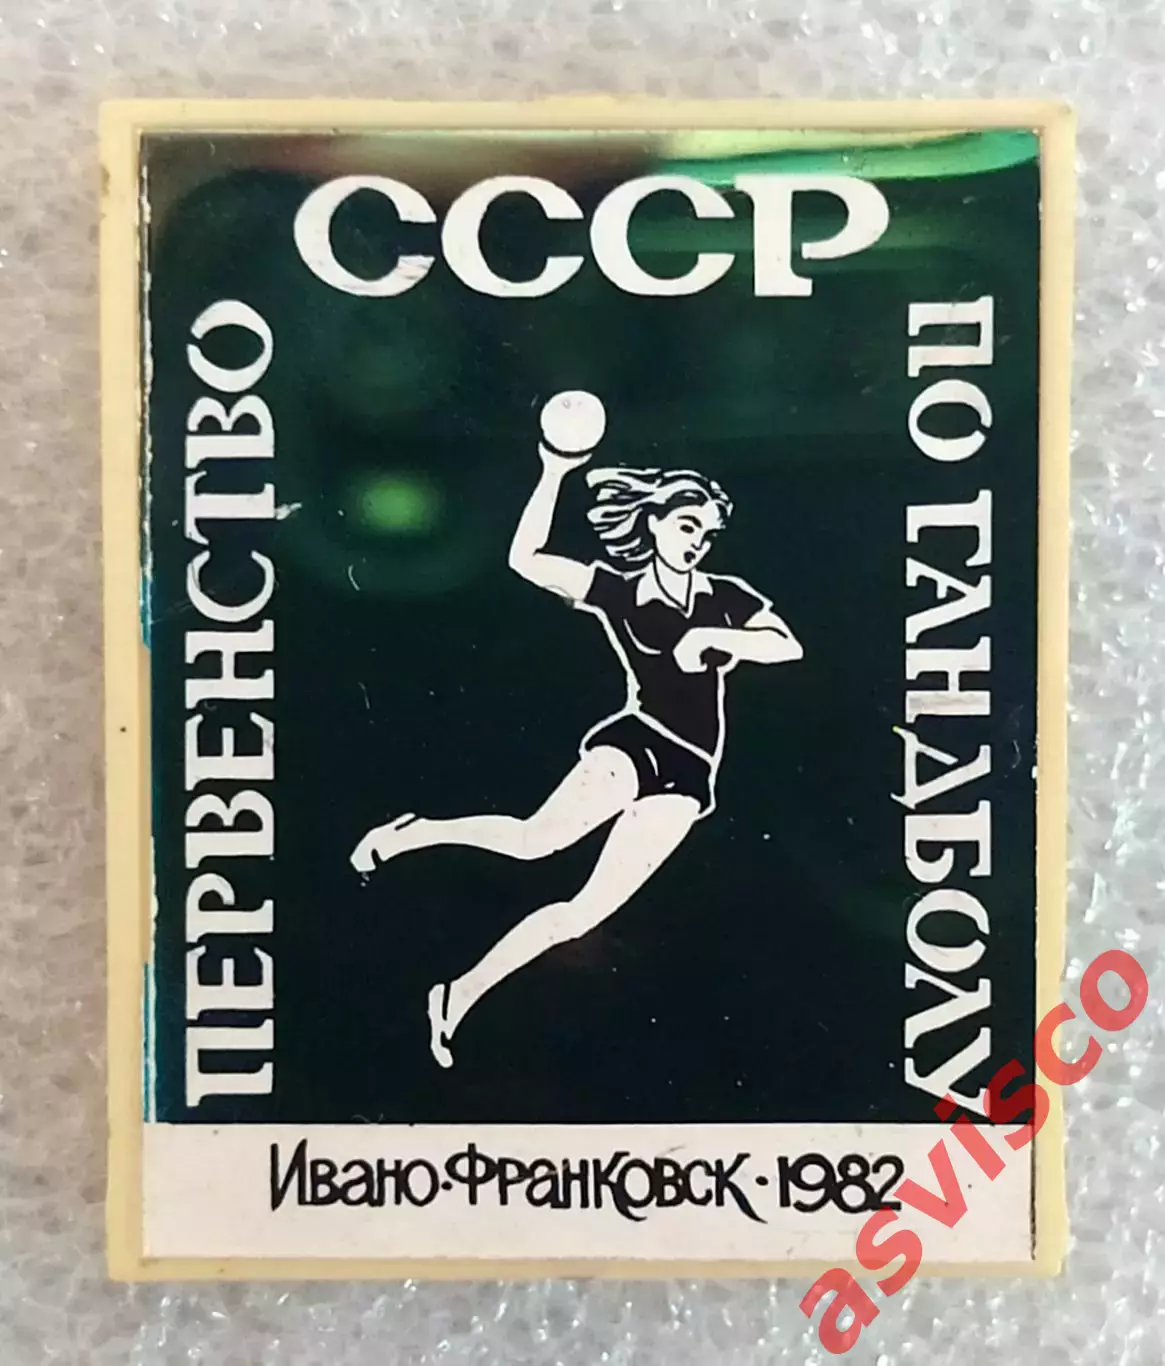 ПЕРВЕНСТВО
СССР
ПО ГАНДБОЛУ
Ивано-Франковск·1982
asvisco